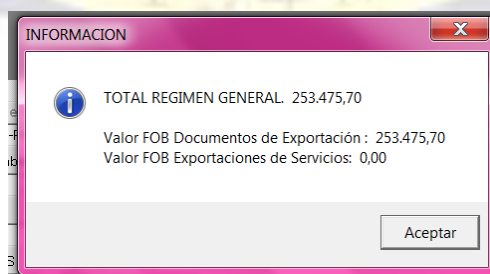 INFORMACION
X
TOTAL REGIMEN GENERAL. 253.475,70
Valor FOB Documentos de Exportación : 253.475,70
Valor FOB Exportaciones de Servicios: 0,00
Aceptar